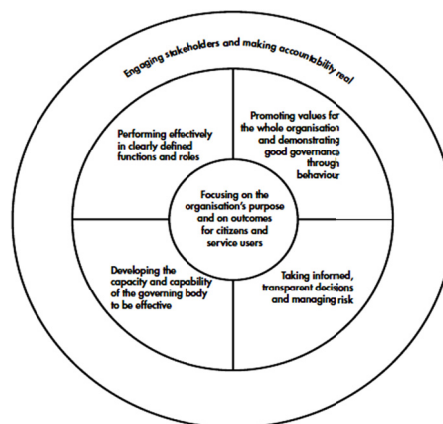 Engaging stakeholders and making accountability real
Performing effectively
in clearly defined
functions and roles
Promoting values for
the whole organisation
and demonstrating
good governance
through
behaviour
Focusing on the
organisation's purpose
and on outcomes
for citizens and
service users
Developing the
capacity and capability
of the governing body
to be effective
Taking informed,
transparent decisions
and managing risk